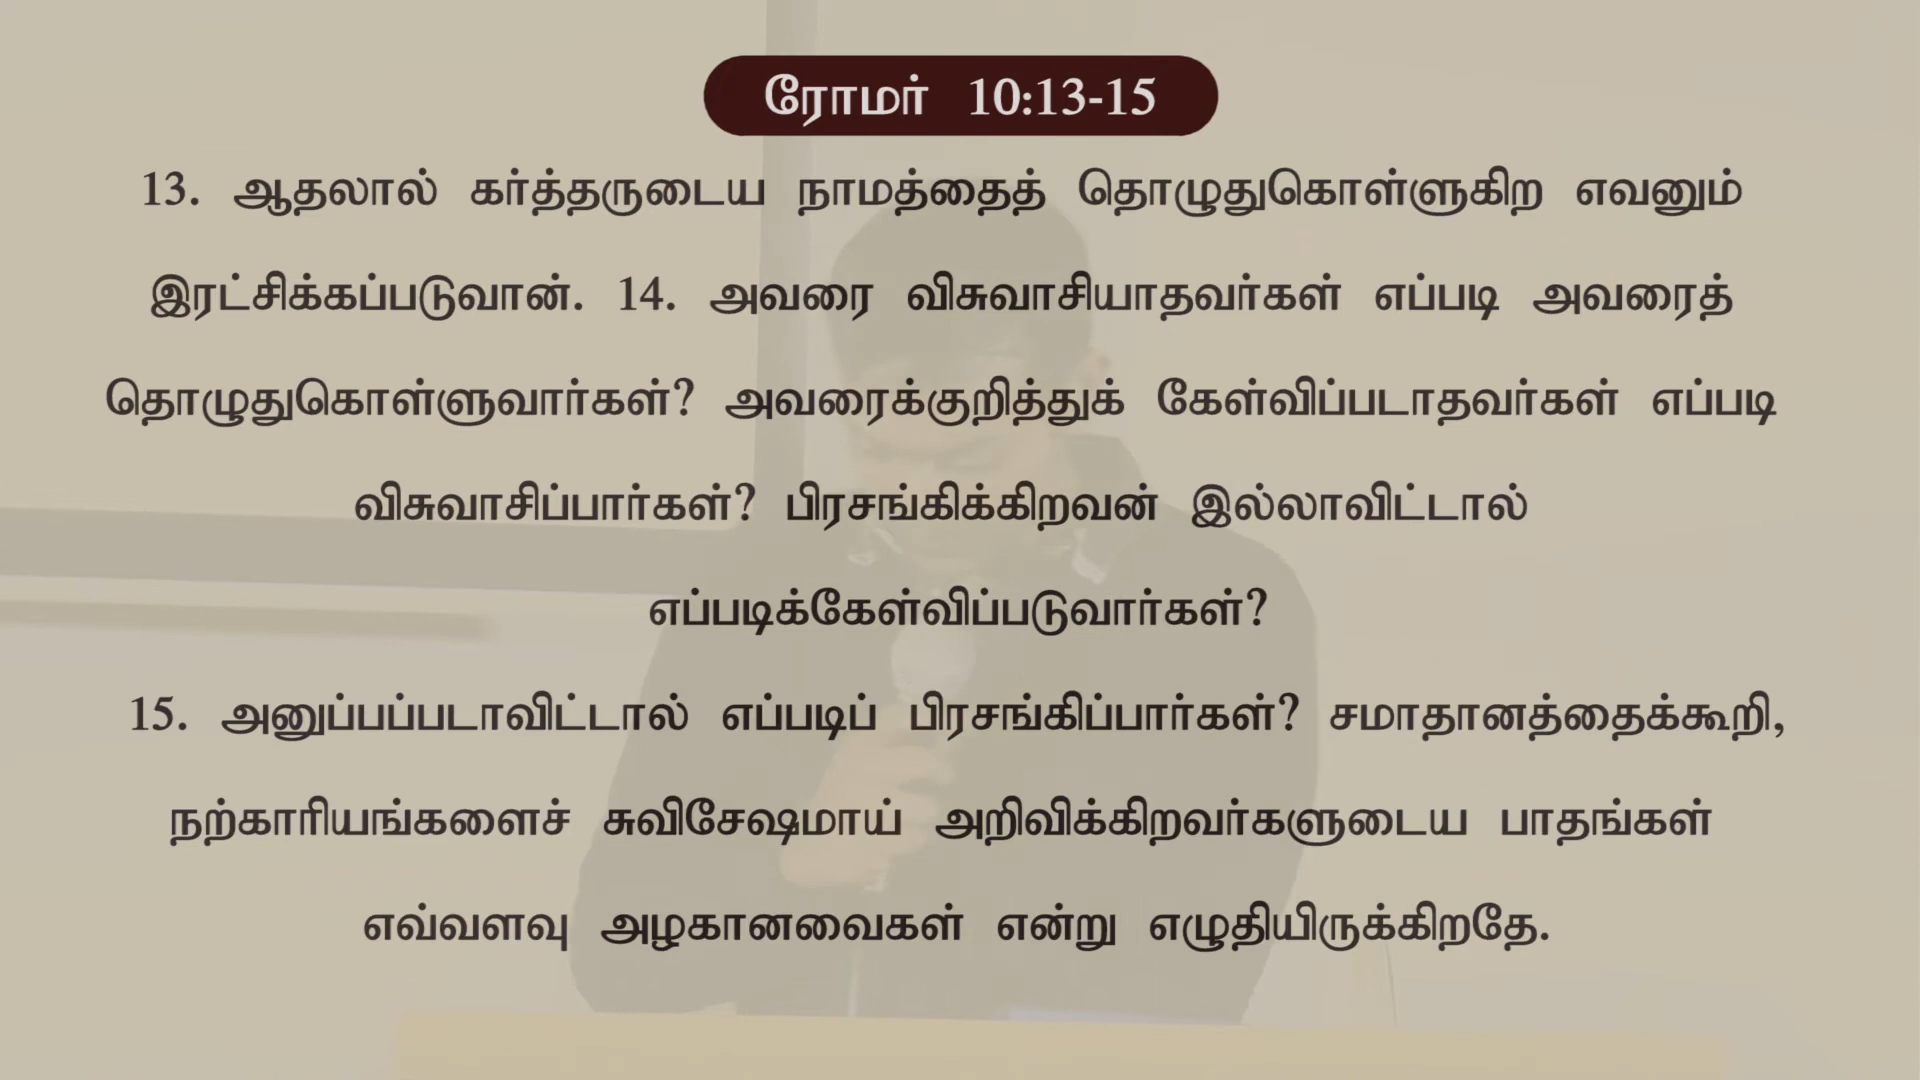 ரோமர் 10:13-15
13. ஆதலால் கர்த்தருடைய நாமத்தைத் தொழுதுகொள்ளுகிற எவனும்
இரட்சிக்கப்படுவான். 14. அவரை விசுவாசியாதவர்கள் எப்படி அவரைத்
தொழுதுகொள்ளுவார்கள்? அவரைக்குறித்துக் கேள்விப்படாதவர்கள் எப்படி
விசுவாசிப்பார்கள்? பிரசங்கிக்கிறவன் இல்லாவிட்டால்
எப்படிக்கேள்விப்படுவார்கள்?
15. அனுப்பப்படாவிட்டால் எப்படிப் பிரசங்கிப்பார்கள்? சமாதானத்தைக்கூறி,
நற்காரியங்களைச் சுவிசேஷமாய் அறிவிக்கிறவர்களுடைய பாதங்கள்
எவ்வளவு அழகானவைகள் என்று எழுதியிருக்கிறதே.